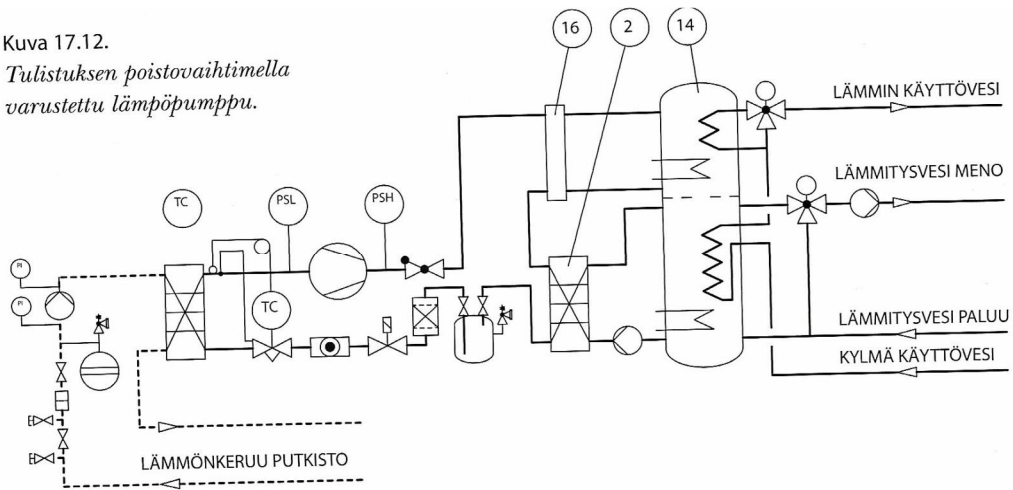 Kuva 17.12.
Tulistuksen poistovaihtimella
varustettu lämpöpumppu.
16
2
14
LÄMMIN KÄYTTÖVESI
LÄMMITYSVESI MENO
TC
PSL
PSH
PI
PI
TC
LÄMMITYSVESI PALUU
KYLMÄ KÄYTTÖVESI
LÄMMÖNKERUU PUTKISTO